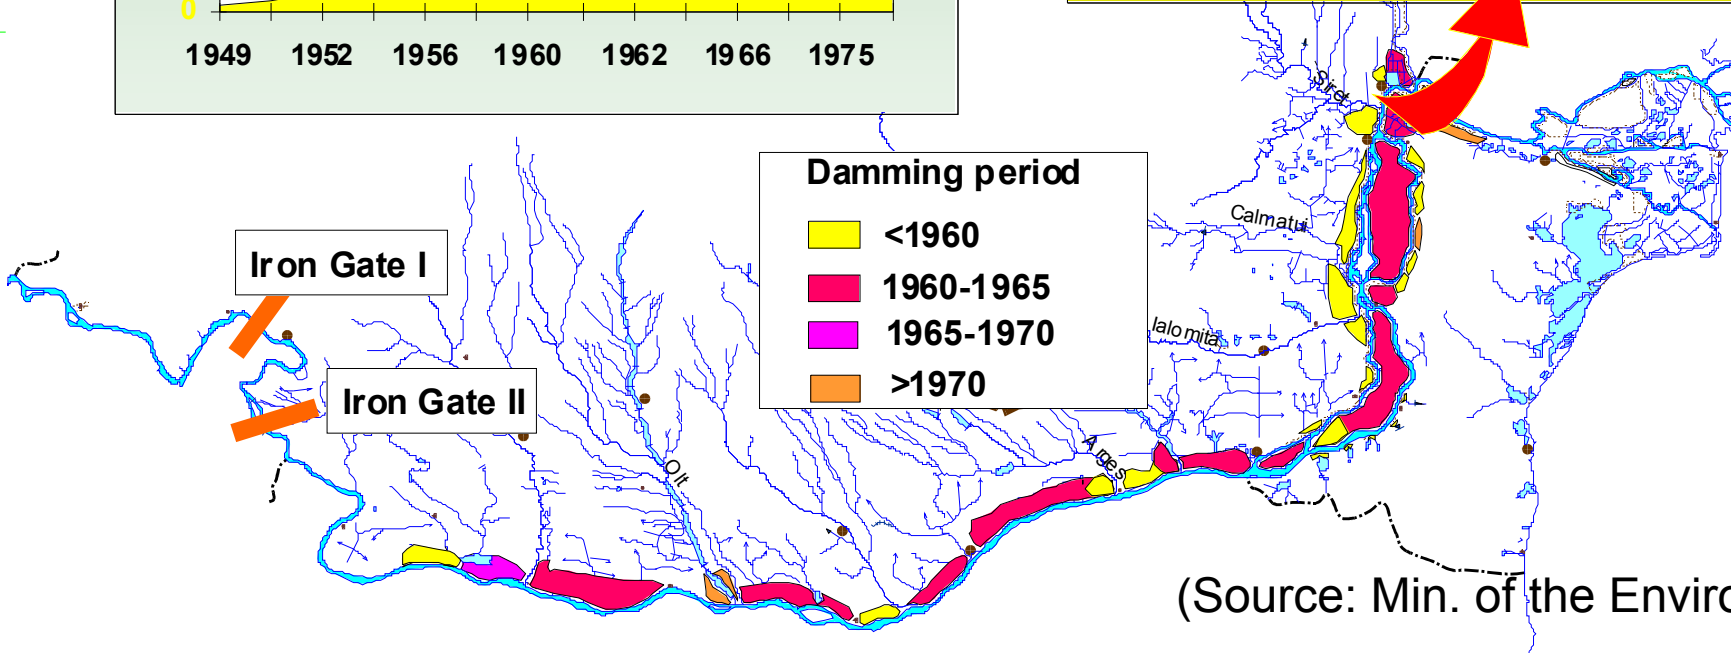 0
1949 1952 1956 1960 1962 1966 1975
Siret
Damming period
<1960
1960-1965
1965-1970
>1970
Calmatui
Iron Gate I
Ialomita
Iron Gate II
Arges
Olt
(Source: Min. of the Enviro